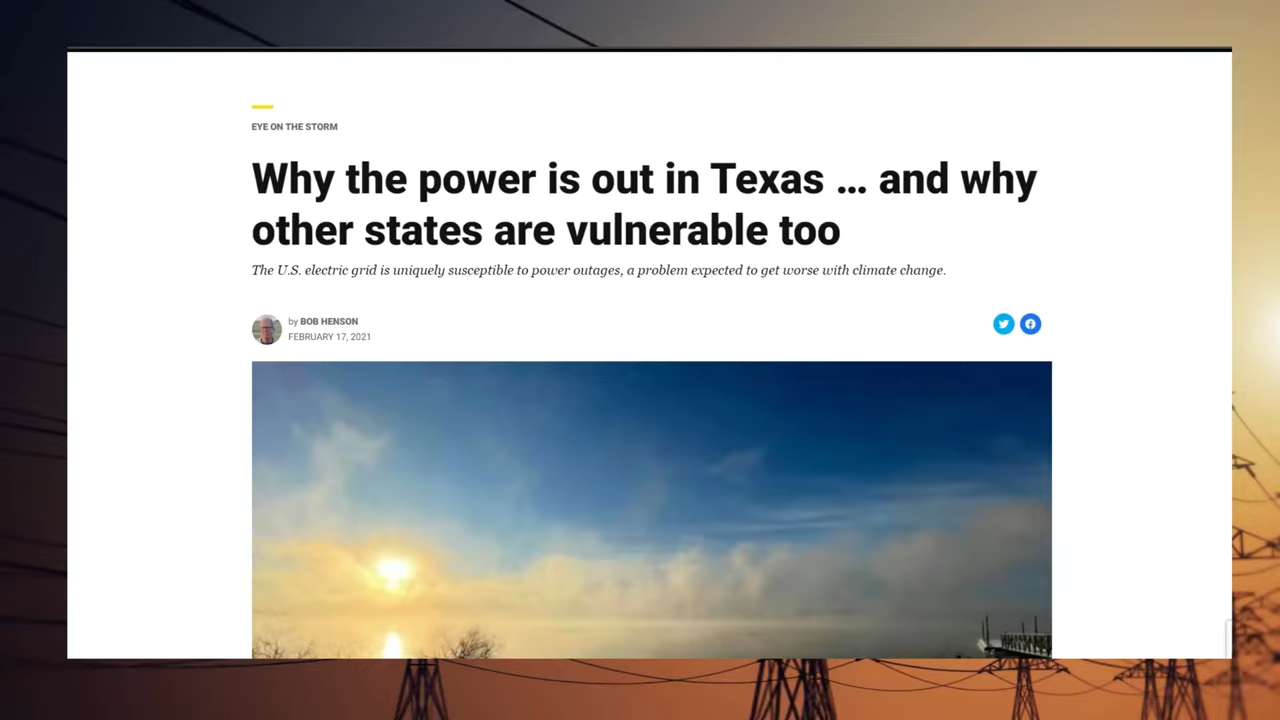 EYE ON THE STORM
Why the power is out in Texas ... and why
other states are vulnerable too
The U.S. electric grid is uniquely susceptible to power outages, a problem expected to get worse with climate change.
by BOB HENSON
FEBRUARY 17, 2021